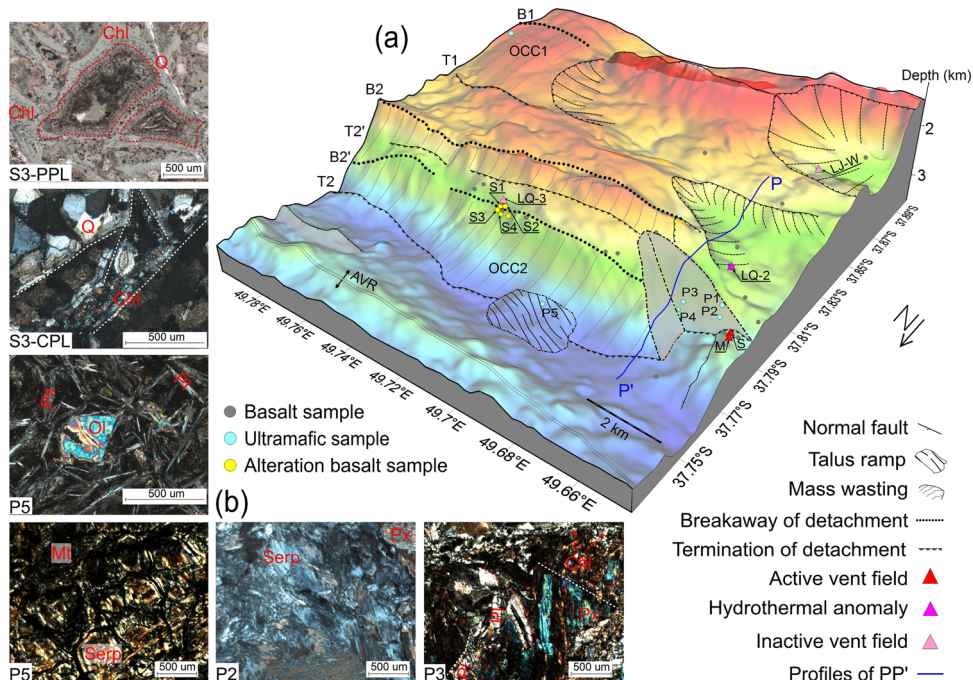 Chl
Q
Chl
500 um
S3-PPL
Q
Chl
500 um
S3-CPL
Px
Pl
Ol
500 um
P5
(a)
B1
OCC1
T1
B2
T2'
B2'
T2
S1
LQ-3
S3
S4
S2
OCC2
AVR
P5
P
P'
P3
P4
P1
P2
M
S
LQ-2
LJ-W
Depth (km)
2
3
37.89°S
37.87°S
37.85°S
37.83°S
37.81°S
37.79°S
37.77°S
37.75°S
N
2 km
49.78°E
49.76°E
49.74°E
49.72°E
49.7°E
49.68°E
49.66°E
Basalt sample
Ultramafic sample
Alteration basalt sample
Normal fault
Talus ramp
Mass wasting
Breakaway of detachment
Termination of detachment
Active vent field
Hydrothermal anomaly
Inactive vent field
Profiles of PP'
(b)
Mt
Serp
500 um
P5
Serp
Px
500 um
P2
Chl
Px
Q
500 um
P3